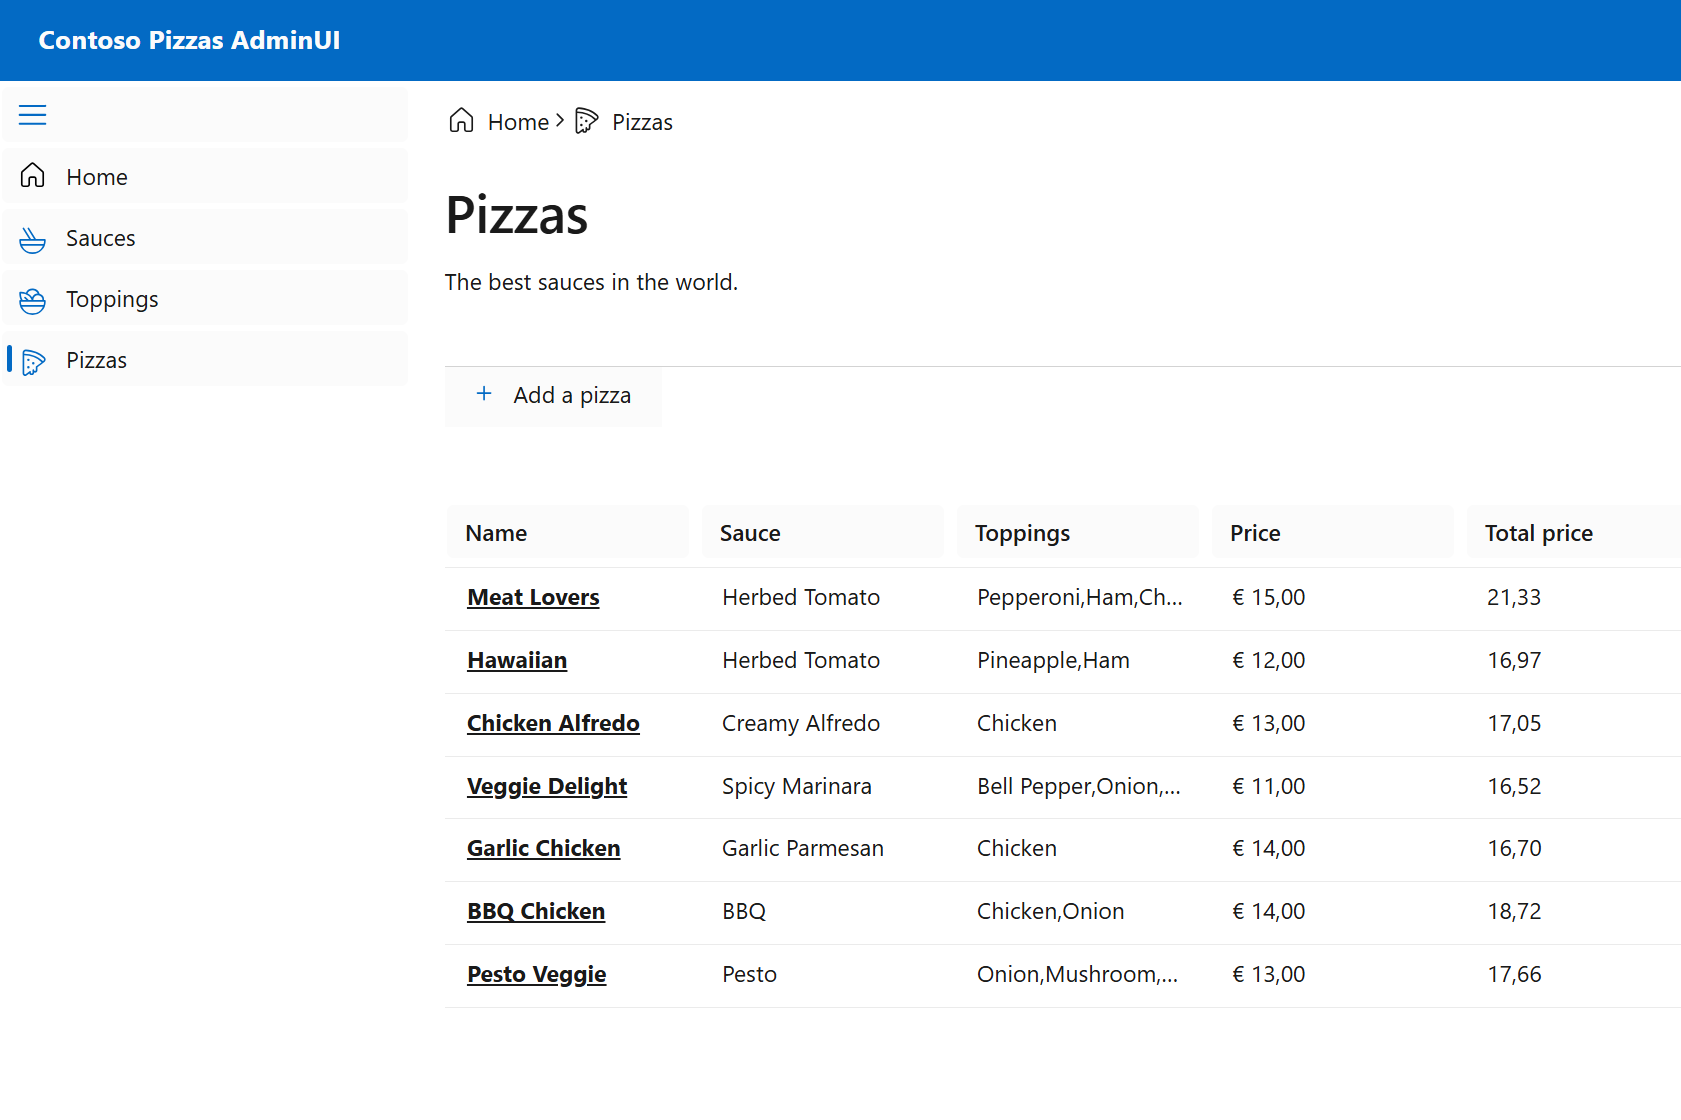 Contoso Pizzas AdminUI
Home > Pizzas
Home
Sauces
Toppings
Pizzas
Pizzas
The best sauces in the world.
+ Add a pizza
Name Sauce Toppings Price Total price
Meat Lovers Herbed Tomato Pepperoni,Ham,Ch... € 15,00 21,33
Hawaiian Herbed Tomato Pineapple,Ham € 12,00 16,97
Chicken Alfredo Creamy Alfredo Chicken € 13,00 17,05
Veggie Delight Spicy Marinara Bell Pepper,Onion,... € 11,00 16,52
Garlic Chicken Garlic Parmesan Chicken € 14,00 16,70
BBQ Chicken BBQ Chicken,Onion € 14,00 18,72
Pesto Veggie Pesto Onion,Mushroom,... € 13,00 17,66